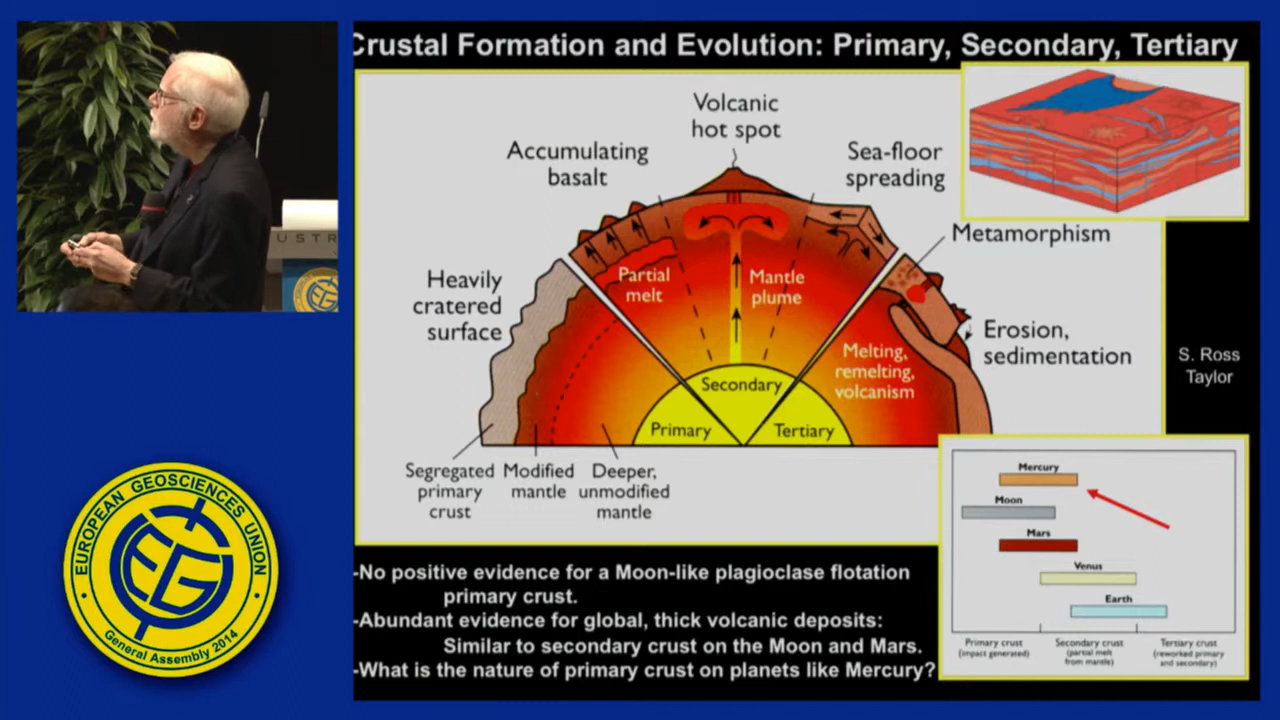 Crustal Formation and Evolution: Primary, Secondary, Tertiary
Volcanic
hot spot
Accumulating
basalt
Sea-floor
spreading
Metamorphism
Heavily
cratered
surface
Partial
melt
Mantle
plume
Erosion,
sedimentation
Melting,
remelting,
volcanism
S. Ross
Taylor
Secondary
Primary
Tertiary
Segregated
primary
crust
Modified
mantle
Deeper,
unmodified
mantle
Mercury
Moon
Mars
Venus
Earth
Primary crust
(impact generated)
Secondary crust
(partial melt
from mantle)
Tertiary crust
(reworked primary
and secondary)
-No positive evidence for a Moon-like plagioclase flotation
primary crust.
-Abundant evidence for global, thick volcanic deposits:
Similar to secondary crust on the Moon and Mars.
-What is the nature of primary crust on planets like Mercury?
USTR
EUROPEAN GEOSCIENCES UNION
EGU
General Assembly 2014